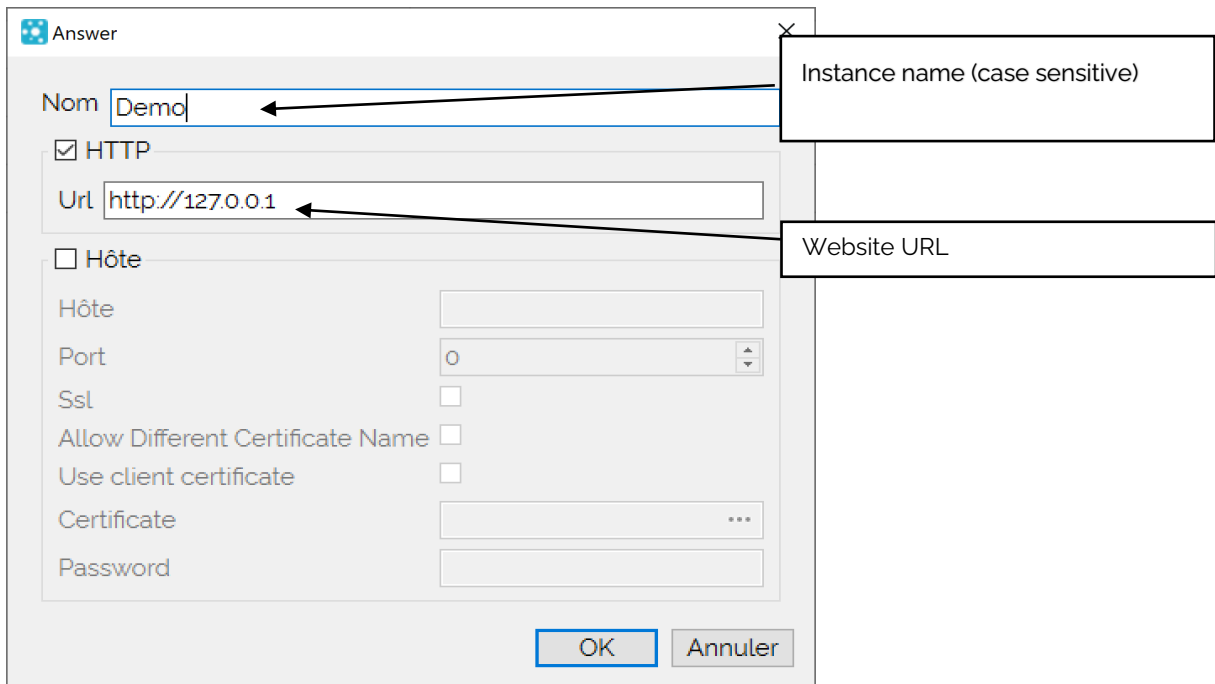 Answer
Instance name (case sensitive)
Nom Demo
HTTP
Url http://127.0.0.1
Website URL
Hôte
Hôte
Port 0
Ssl
Allow Different Certificate Name
Use client certificate
Certificate ...
Password
OK Annuler